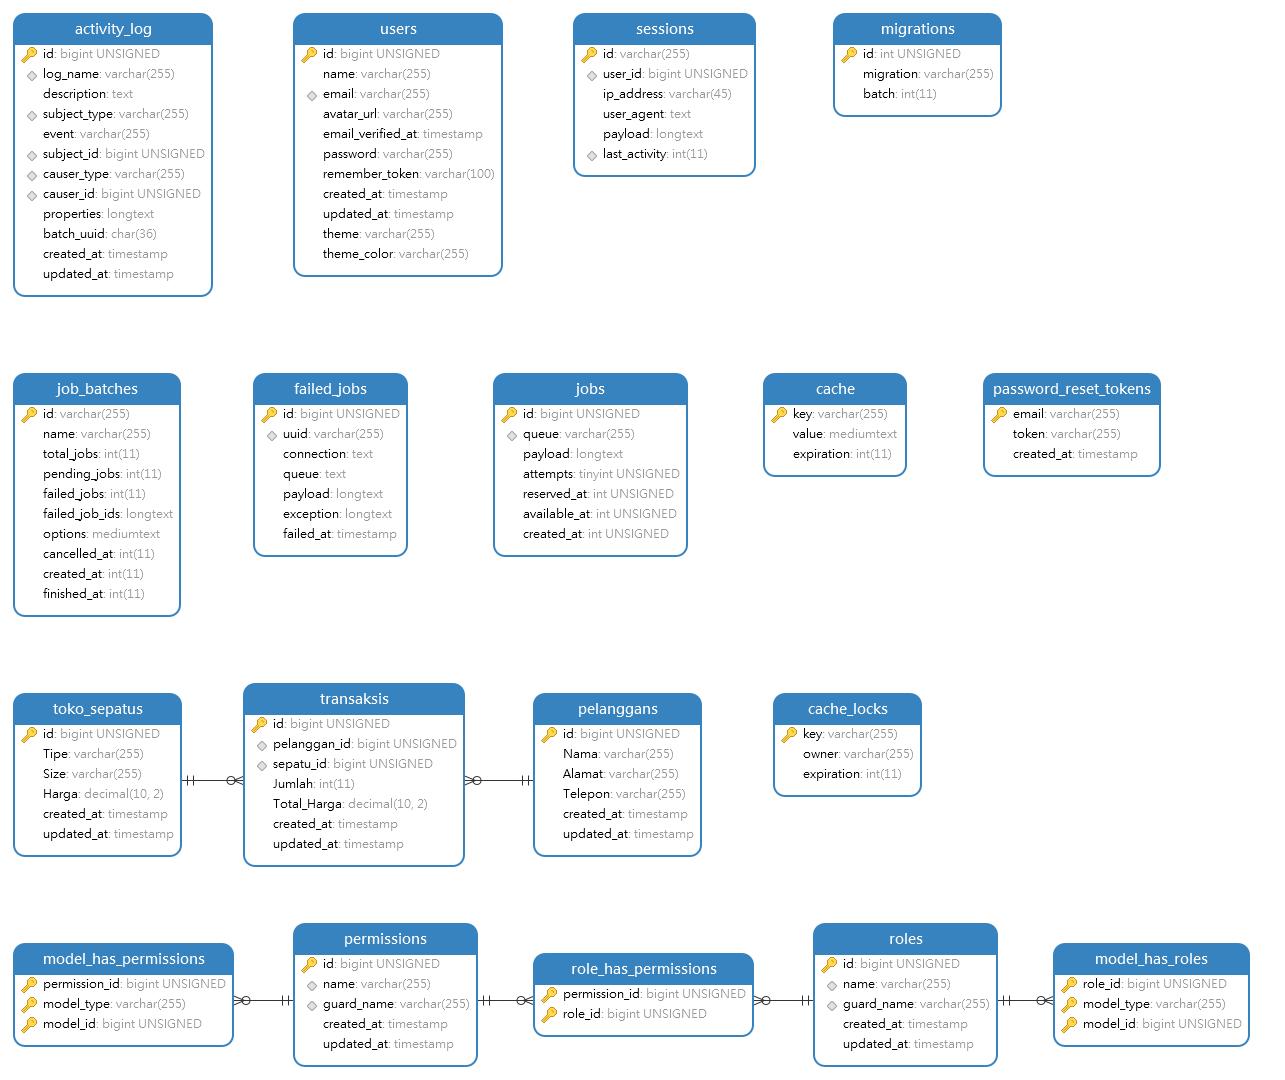 activity_log
id: bigint UNSIGNED
log_name: varchar(255)
description: text
subject_type: varchar(255)
event: varchar(255)
subject_id: bigint UNSIGNED
causer_type: varchar(255)
causer_id: bigint UNSIGNED
properties: longtext
batch_uuid: char(36)
created_at: timestamp
updated_at: timestamp
users
id: bigint UNSIGNED
name: varchar(255)
email: varchar(255)
avatar_url: varchar(255)
email_verified_at: timestamp
password: varchar(255)
remember_token: varchar(100)
created_at: timestamp
updated_at: timestamp
theme: varchar(255)
theme_color: varchar(255)
sessions
id: varchar(255)
user_id: bigint UNSIGNED
ip_address: varchar(45)
user_agent: text
payload: longtext
last_activity: int(11)
migrations
id: int UNSIGNED
migration: varchar(255)
batch: int(11)
job_batches
id: varchar(255)
name: varchar(255)
total_jobs: int(11)
pending_jobs: int(11)
failed_jobs: int(11)
failed_job_ids: longtext
options: mediumtext
cancelled_at: int(11)
created_at: int(11)
finished_at: int(11)
failed_jobs
id: bigint UNSIGNED
uuid: varchar(255)
connection: text
queue: text
payload: longtext
exception: longtext
failed_at: timestamp
jobs
id: bigint UNSIGNED
queue: varchar(255)
payload: longtext
attempts: tinyint UNSIGNED
reserved_at: int UNSIGNED
available_at: int UNSIGNED
created_at: int UNSIGNED
cache
key: varchar(255)
value: mediumtext
expiration: int(11)
password_reset_tokens
email: varchar(255)
token: varchar(255)
created_at: timestamp
toko_sepatus
id: bigint UNSIGNED
Tipe: varchar(255)
Size: varchar(255)
Harga: decimal(10, 2)
created_at: timestamp
updated_at: timestamp
transaksis
id: bigint UNSIGNED
pelanggan_id: bigint UNSIGNED
sepatu_id: bigint UNSIGNED
Jumlah: int(11)
Total_Harga: decimal(10, 2)
created_at: timestamp
updated_at: timestamp
pelanggans
id: bigint UNSIGNED
Nama: varchar(255)
Alamat: varchar(255)
Telepon: varchar(255)
created_at: timestamp
updated_at: timestamp
cache_locks
key: varchar(255)
owner: varchar(255)
expiration: int(11)
model_has_permissions
permission_id: bigint UNSIGNED
model_type: varchar(255)
model_id: bigint UNSIGNED
permissions
id: bigint UNSIGNED
name: varchar(255)
guard_name: varchar(255)
created_at: timestamp
updated_at: timestamp
role_has_permissions
permission_id: bigint UNSIGNED
role_id: bigint UNSIGNED
roles
id: bigint UNSIGNED
name: varchar(255)
guard_name: varchar(255)
created_at: timestamp
updated_at: timestamp
model_has_roles
role_id: bigint UNSIGNED
model_type: varchar(255)
model_id: bigint UNSIGNED